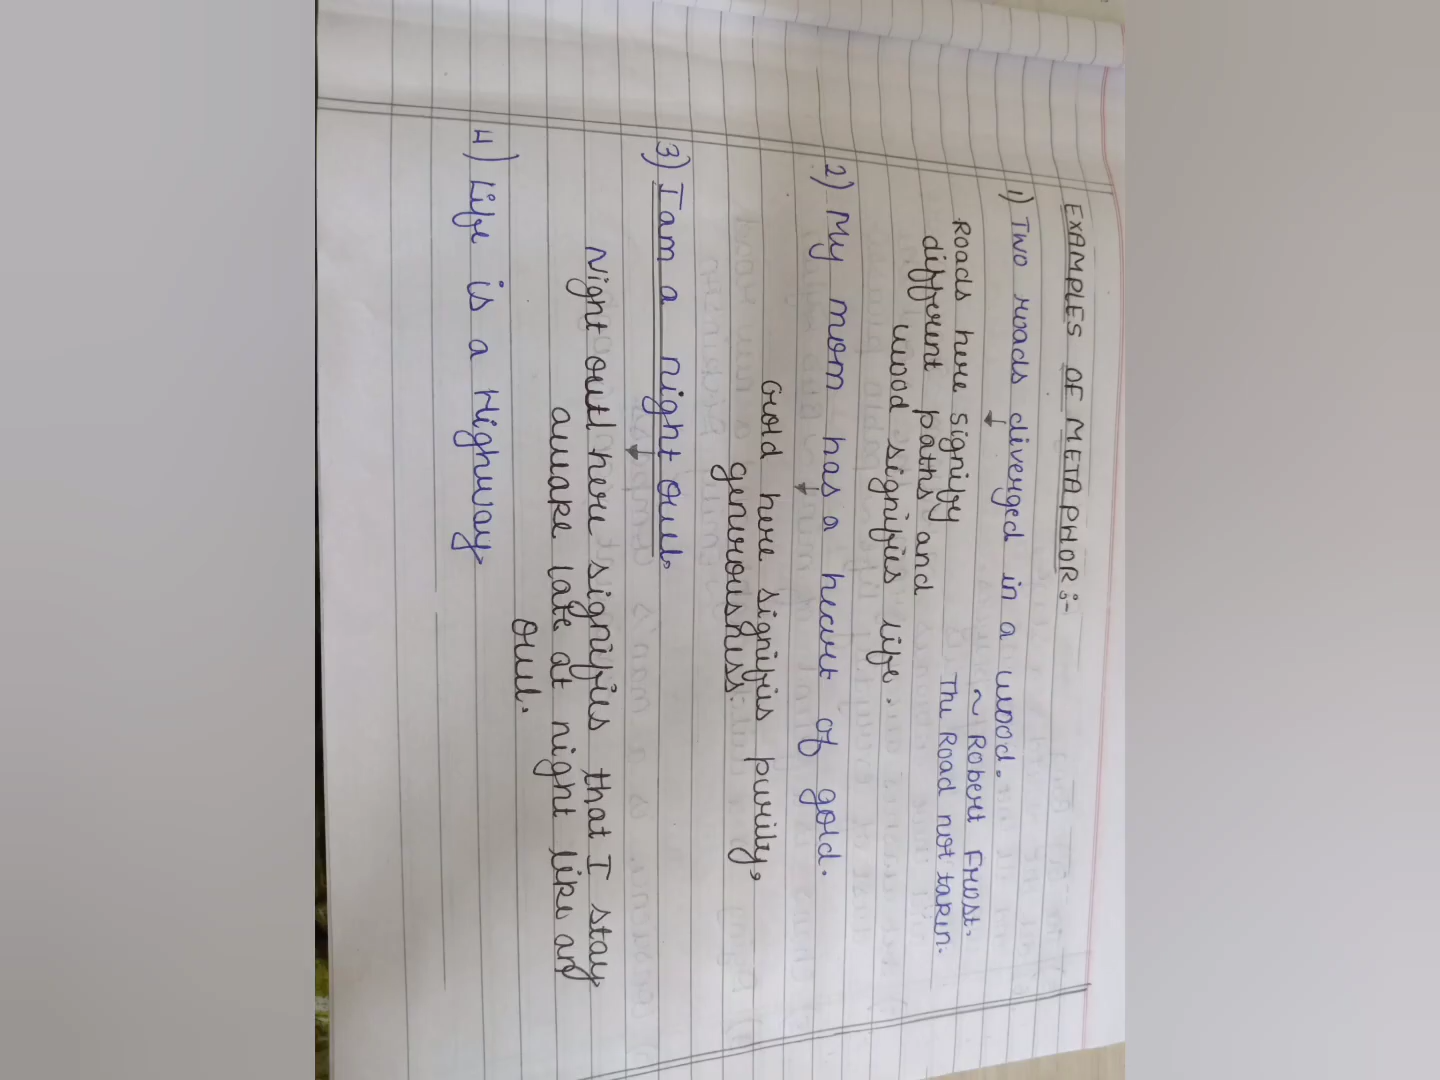 EXAMPLES OF METAPHOR:-
1) Two roads diverged in a wood.
~ Robert Frost.
The Road not taken.
Roads here signify
different paths and
wood signifies life.
2) My mom has a heart of gold.
Gold here signifies purity,
generousness.
3) I am a night owl.
Night owl here signifies that I stay
awake late at night like an
owl.
4) Life is a Highway.